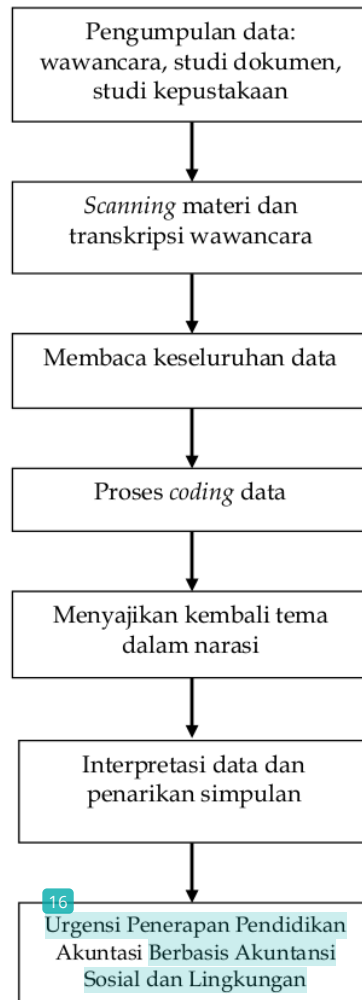 Pengumpulan data:
wawancara, studi dokumen,
studi kepustakaan
Scanning materi dan
transkripsi wawancara
Membaca keseluruhan data
Proses coding data
Menyajikan kembali tema
dalam narasi
Interpretasi data dan
penarikan simpulan
16
Urgensi Penerapan Pendidikan
Akuntasi Berbasis Akuntansi
Sosial dan Lingkungan